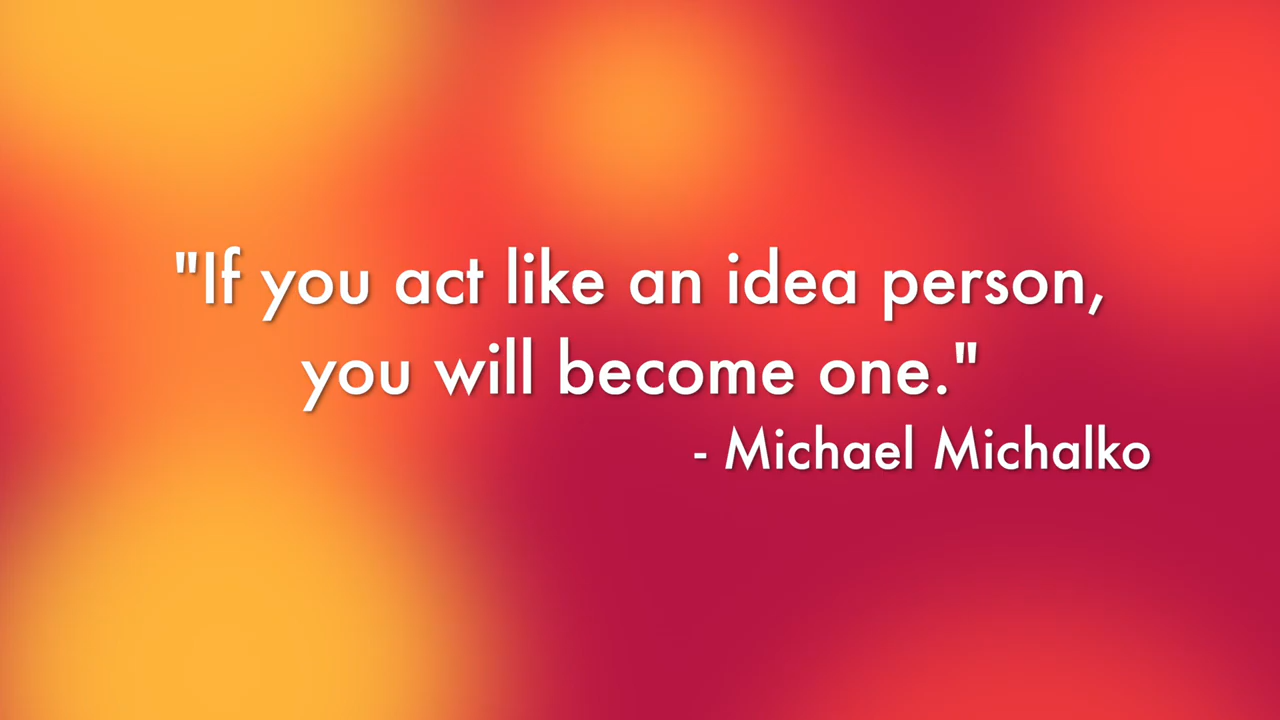 "If you act like an idea person,
you will become one."
- Michael Michalko